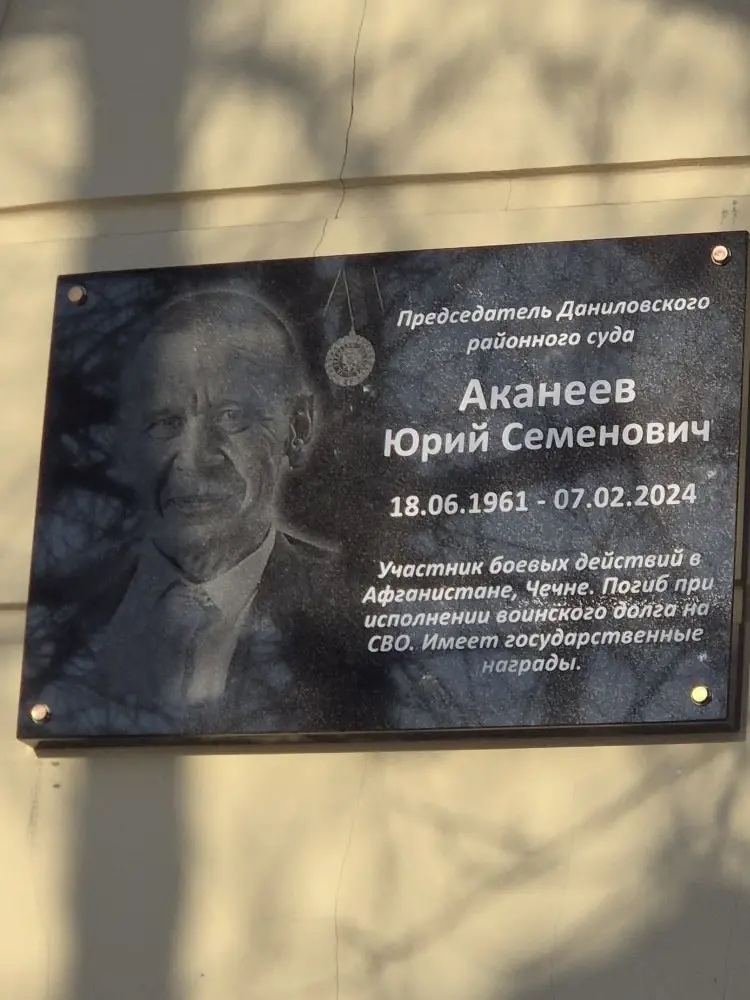 Председатель Даниловского
районного суда
Аканеев
Юрий Семенович
18.06.1961 - 07.02.2024
Участник боевых действий в
Афганистане, Чечне. Погиб при
исполнении воинского долга на
СВО. Имеет государственные
награды.